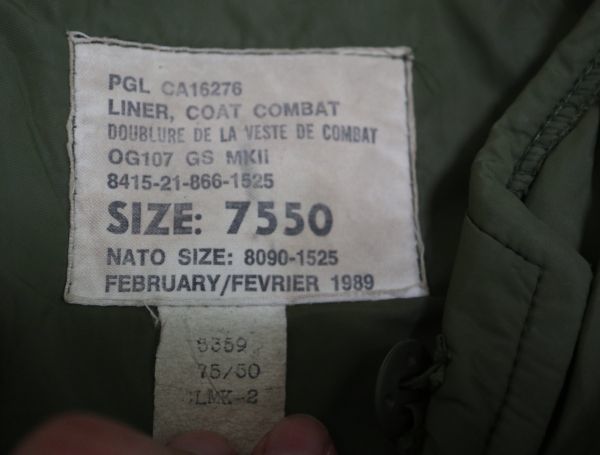 PGL CA16276
LINER, COAT COMBAT
DOUBLURE DE LA VESTE DE COMBAT
OG107 GS MKII
8415-21-866-1525
SIZE: 7550
NATO SIZE: 8090-1525
FEBRUARY/FEVRIER 1989
75/50